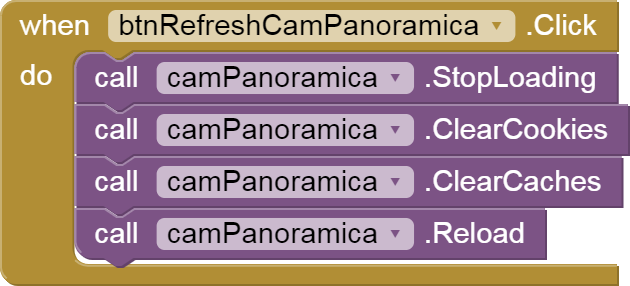 when btnRefreshCamPanoramica .Click
do call camPanoramica .StopLoading
call camPanoramica .ClearCookies
call camPanoramica .ClearCaches
call camPanoramica .Reload